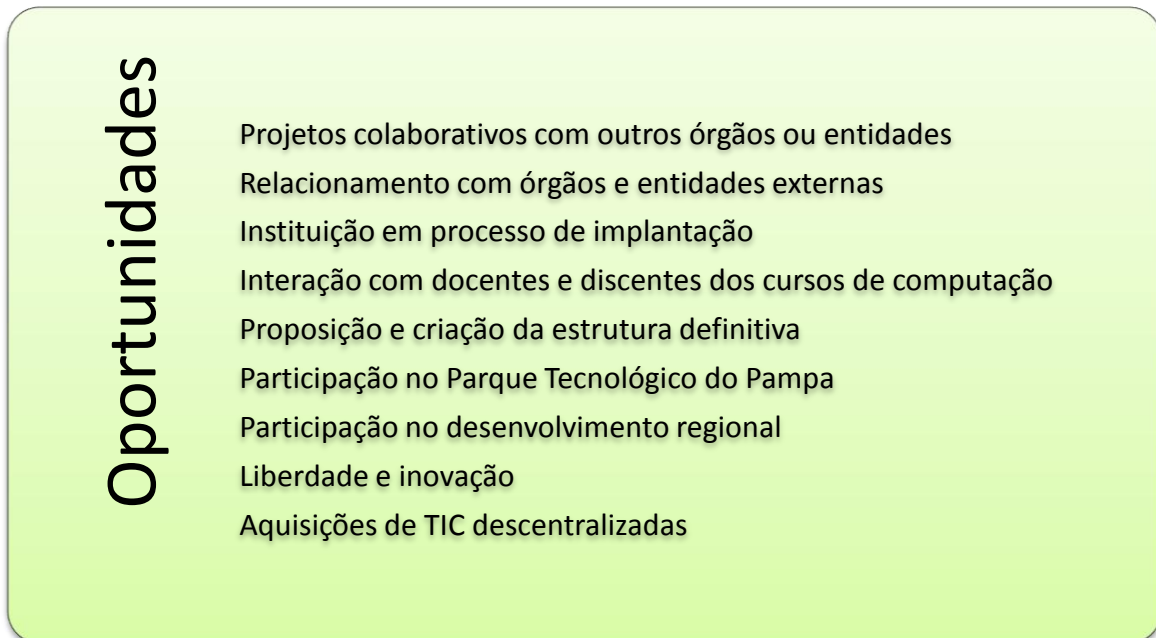 Oportunidades
Projetos colaborativos com outros órgãos ou entidades
Relacionamento com órgãos e entidades externas
Instituição em processo de implantação
Interação com docentes e discentes dos cursos de computação
Proposição e criação da estrutura definitiva
Participação no Parque Tecnológico do Pampa
Participação no desenvolvimento regional
Liberdade e inovação
Aquisições de TIC descentralizadas